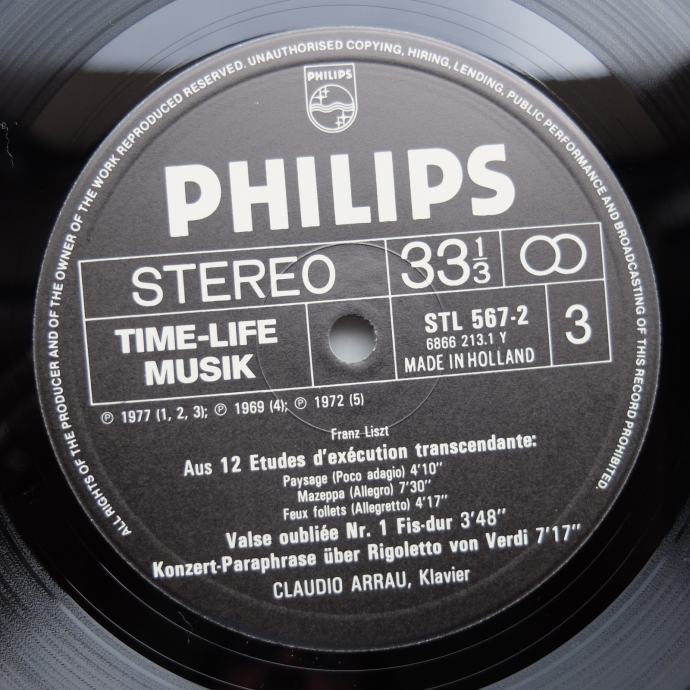 ALL RIGHTS OF THE PRODUCER AND OF THE OWNER OF THE WORK REPRODUCED RESERVED. UNAUTHORISED COPYING, HIRING, LENDING, PUBLIC PERFORMANCE AND BROADCASTING OF THIS RECORD PROHIBITED.
PHILIPS
PHILIPS
STEREO
33 1/3
TIME-LIFE
MUSIK
STL 567-2
6866 213.1 Y
MADE IN HOLLAND
3
℗ 1977 (1, 2, 3); ℗ 1969 (4); ℗ 1972 (5)
Franz Liszt
Aus 12 Etudes d'exécution transcendante:
Paysage (Poco adagio) 4'10"
Mazeppa (Allegro) 7'30"
Feux follets (Allegretto) 4'17"
Valse oubliée Nr. 1 Fis-dur 3'48"
Konzert-Paraphrase über Rigoletto von Verdi 7'17"
CLAUDIO ARRAU, Klavier